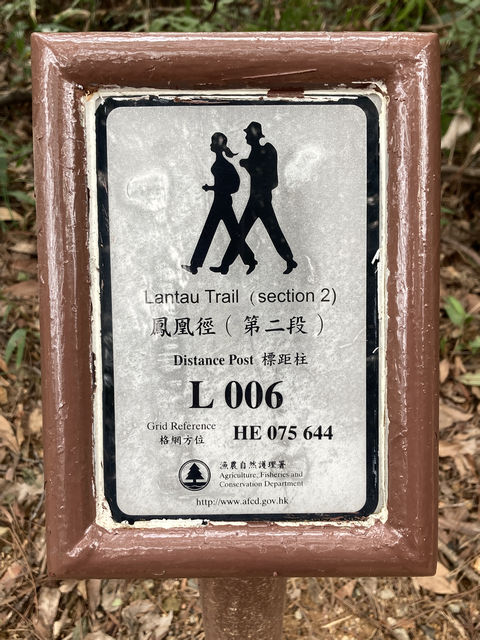 Lantau Trail (section 2)
鳳凰徑 ( 第二段 )
Distance Post 標距柱
L 006
Grid Reference
格網方位
HE 075 644
漁農自然護理署
Agriculture, Fisheries and
Conservation Department
http://www.afcd.gov.hk